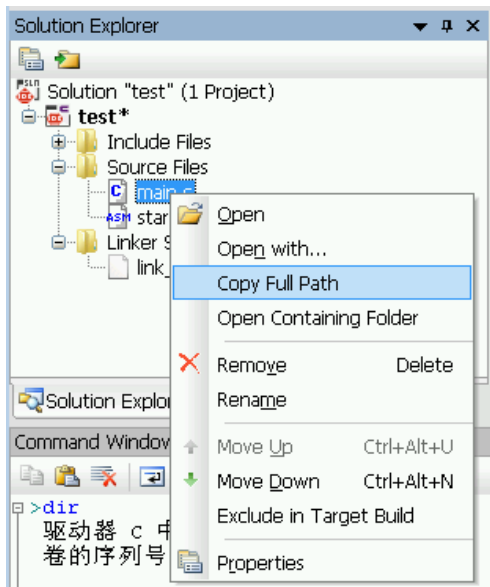 Solution Explorer
Solution "test" (1 Project)
test*
Include Files
Source Files
main.c
star
Linker S
link_
Open
Open with...
Copy Full Path
Open Containing Folder
Remove Delete
Rename
Move Up Ctrl+Alt+U
Move Down Ctrl+Alt+N
Exclude in Target Build
Properties
Solution Explo
Command Window
>dir
驱动器 C 中
卷的序列号